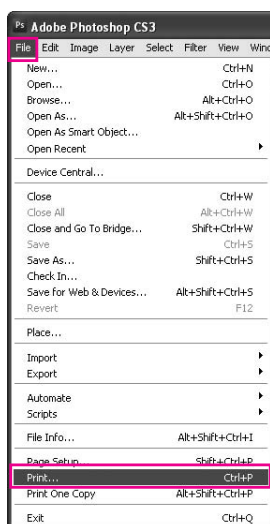 Ps Adobe Photoshop CS3
File Edit Image Layer Select Filter View
New... Ctrl+N
Open... Ctrl+O
Browse... Alt+Ctrl+O
Open As... Alt+Shift+Ctrl+O
Open As Smart Object...
Open Recent
Device Central...
Close Ctrl+W
Close All Alt+Ctrl+W
Close and Go To Bridge... Shift+Ctrl+W
Save Ctrl+S
Save As... Shift+Ctrl+S
Check In...
Save for Web & Devices... Alt+Shift+Ctrl+S
Revert F12
Place...
Import
Export
Automate
Scripts
File Info... Alt+Shift+Ctrl+I
Page Setup... Shift+Ctrl+P
Print... Ctrl+P
Print One Copy Alt+Shift+Ctrl+P
Exit Ctrl+Q